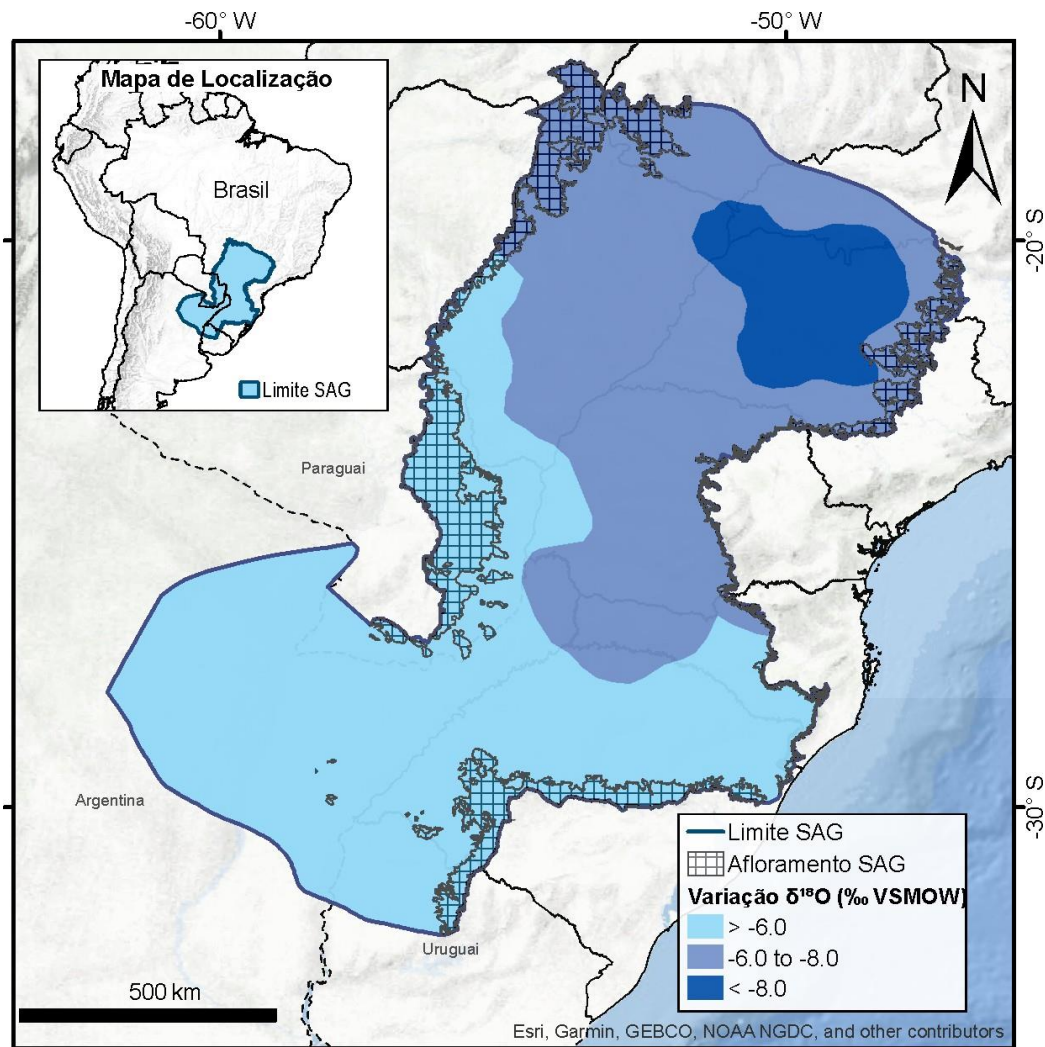 -60° W
-50° W
Mapa de Localização
Brasil
Limite SAG
N
-20° S
Paraguai
Argentina
-30° S
Uruguai
Limite SAG
Afloramento SAG
Variação δ¹⁸O (‰ VSMOW)
> -6.0
-6.0 to -8.0
< -8.0
500 km
Esri, Garmin, GEBCO, NOAA NGDC, and other contributors